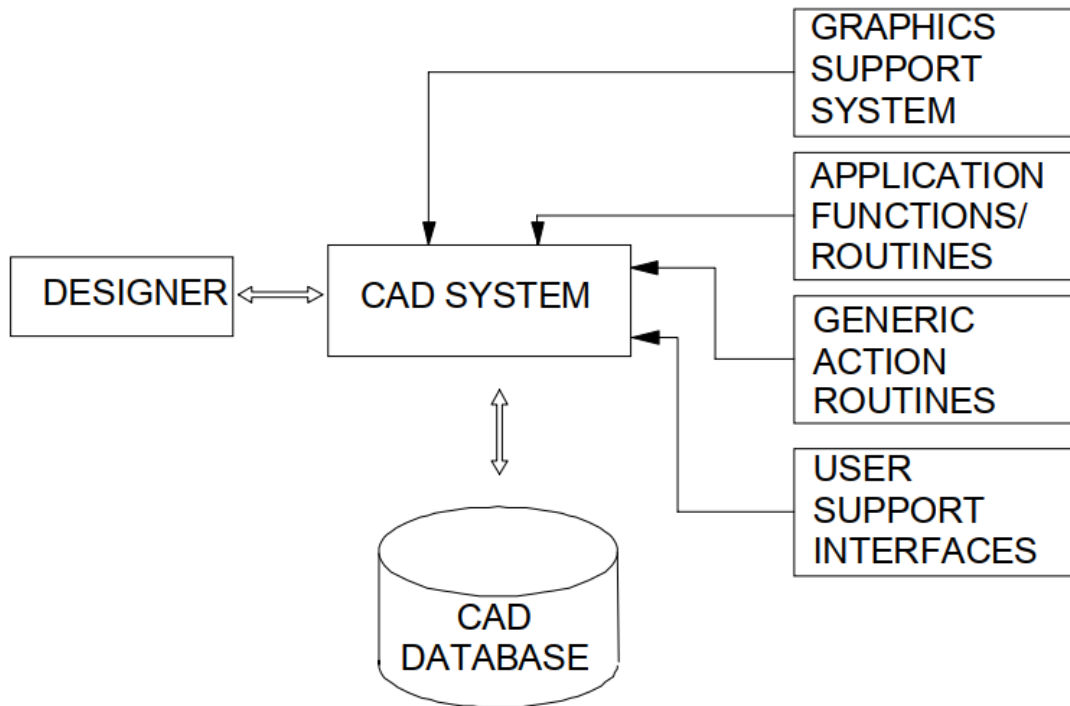 GRAPHICS
SUPPORT
SYSTEM
APPLICATION
FUNCTIONS/
ROUTINES
DESIGNER
CAD SYSTEM
GENERIC
ACTION
ROUTINES
USER
SUPPORT
INTERFACES
CAD
DATABASE